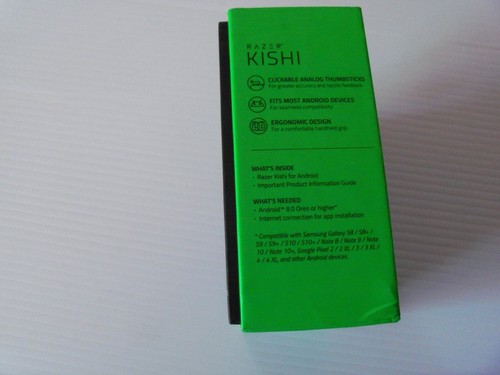 RAZER
KISHI
CLICKABLE ANALOG THUMBSTICKS
For greater accuracy and tactile feedback
FITS MOST ANDROID DEVICES
For seamless compatibility
ERGONOMIC DESIGN
For a comfortable handheld grip
WHAT'S INSIDE
• Razer Kishi for Android
• Important Product Information Guide
WHAT'S NEEDED
• Android™ 8.0 Oreo or higher*
• Internet connection for app installation
* Compatible with Samsung Galaxy S8 / S8+ /
S9 / S9+ / S10 / S10+ / Note 8 / Note 9 / Note
10 / Note 10+, Google Pixel 2 / 2 XL / 3 / 3 XL /
4 / 4 XL, and other Android devices.